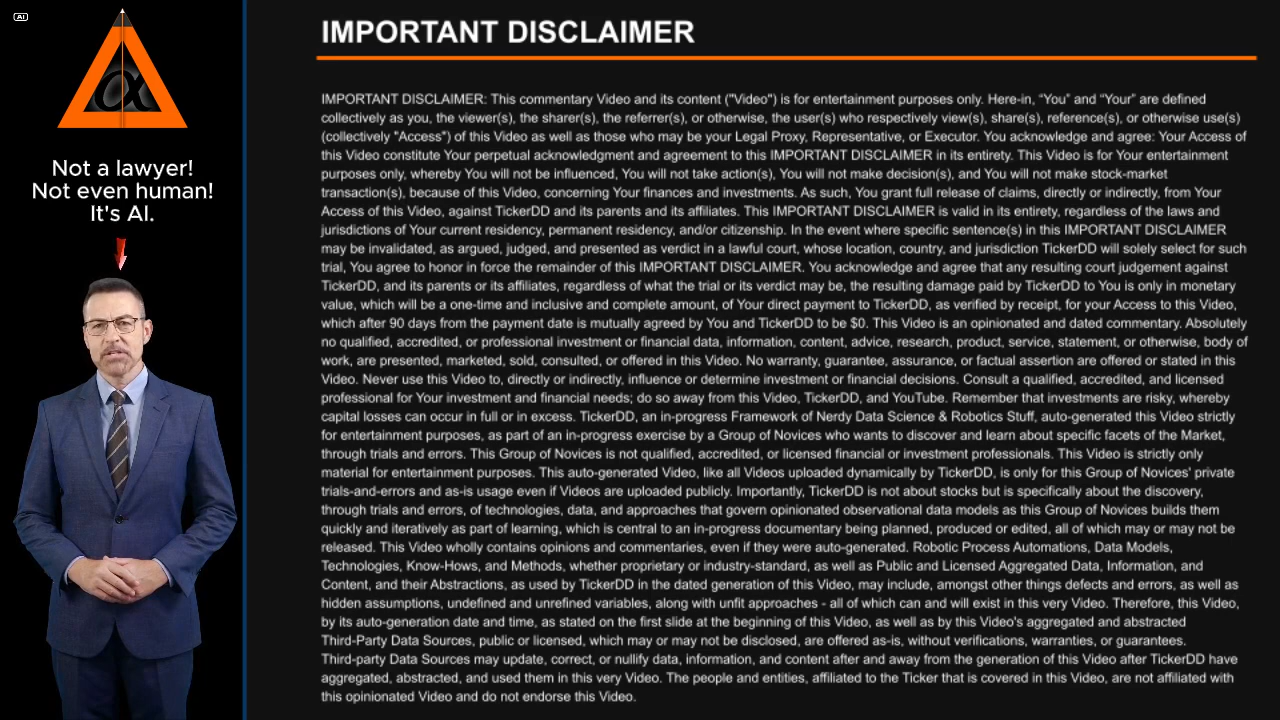 AI
α
Not a lawyer!
Not even human!
It's AI.
IMPORTANT DISCLAIMER
IMPORTANT DISCLAIMER: This commentary Video and its content ("Video") is for entertainment purposes only. Here-in, “You” and “Your” are defined
collectively as you, the viewer(s), the sharer(s), the referrer(s), or otherwise, the user(s) who respectively view(s), share(s), reference(s), or otherwise use(s)
(collectively "Access") of this Video as well as those who may be your Legal Proxy, Representative, or Executor. You acknowledge and agree: Your Access of
this Video constitute Your perpetual acknowledgment and agreement to this IMPORTANT DISCLAIMER in its entirety. This Video is for Your entertainment
purposes only, whereby You will not be influenced, You will not take action(s), You will not make decision(s), and You will not make stock-market
transaction(s), because of this Video, concerning Your finances and investments. As such, You grant full release of claims, directly or indirectly, from Your
Access of this Video, against TickerDD and its parents and its affiliates. This IMPORTANT DISCLAIMER is valid in its entirety, regardless of the laws and
jurisdictions of Your current residency, permanent residency, and/or citizenship. In the event where specific sentence(s) in this IMPORTANT DISCLAIMER
may be invalidated, as argued, judged, and presented as verdict in a lawful court, whose location, country, and jurisdiction TickerDD will solely select for such
trial, You agree to honor in force the remainder of this IMPORTANT DISCLAIMER. You acknowledge and agree that any resulting court judgement against
TickerDD, and its parents or its affiliates, regardless of what the trial or its verdict may be, the resulting damage paid by TickerDD to You is only in monetary
value, which will be a one-time and inclusive and complete amount, of Your direct payment to TickerDD, as verified by receipt, for your Access to this Video,
which after 90 days from the payment date is mutually agreed by You and TickerDD to be $0. This Video is an opinionated and dated commentary. Absolutely
no qualified, accredited, or professional investment or financial data, information, content, advice, research, product, service, statement, or otherwise, body of
work, are presented, marketed, sold, consulted, or offered in this Video. No warranty, guarantee, assurance, or factual assertion are offered or stated in this
Video. Never use this Video to, directly or indirectly, influence or determine investment or financial decisions. Consult a qualified, accredited, and licensed
professional for Your investment and financial needs; do so away from this Video, TickerDD, and YouTube. Remember that investments are risky, whereby
capital losses can occur in full or in excess. TickerDD, an in-progress Framework of Nerdy Data Science & Robotics Stuff, auto-generated this Video strictly
for entertainment purposes, as part of an in-progress exercise by a Group of Novices who wants to discover and learn about specific facets of the Market,
through trials and errors. This Group of Novices is not qualified, accredited, or licensed financial or investment professionals. This Video is strictly only
material for entertainment purposes. This auto-generated Video, like all Videos uploaded dynamically by TickerDD, is only for this Group of Novices' private
trials-and-errors and as-is usage even if Videos are uploaded publicly. Importantly, TickerDD is not about stocks but is specifically about the discovery,
through trials and errors, of technologies, data, and approaches that govern opinionated observational data models as this Group of Novices builds them
quickly and iteratively as part of learning, which is central to an in-progress documentary being planned, produced or edited, all of which may or may not be
released. This Video wholly contains opinions and commentaries, even if they were auto-generated. Robotic Process Automations, Data Models,
Technologies, Know-Hows, and Methods, whether proprietary or industry-standard, as well as Public and Licensed Aggregated Data, Information, and
Content, and their Abstractions, as used by TickerDD in the dated generation of this Video, may include, amongst other things defects and errors, as well as
hidden assumptions, undefined and unrefined variables, along with unfit approaches - all of which can and will exist in this very Video. Therefore, this Video,
by its auto-generation date and time, as stated on the first slide at the beginning of this Video, as well as by this Video's aggregated and abstracted
Third-Party Data Sources, public or licensed, which may or may not be disclosed, are offered as-is, without verifications, warranties, or guarantees.
Third-party Data Sources may update, correct, or nullify data, information, and content after and away from the generation of this Video after TickerDD have
aggregated, abstracted, and used them in this very Video. The people and entities, affiliated to the Ticker that is covered in this Video, are not affiliated with
this opinionated Video and do not endorse this Video.